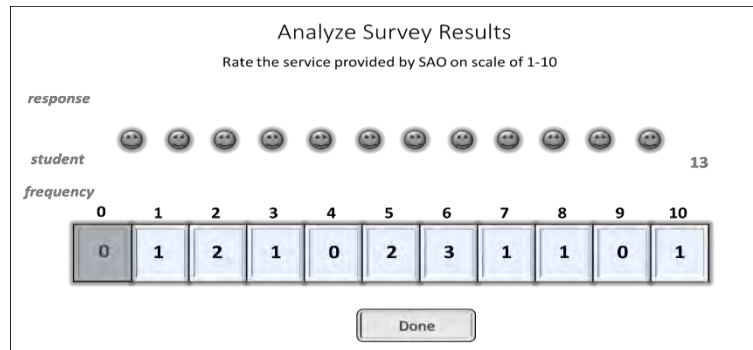 Analyze Survey Results
Rate the service provided by SAO on scale of 1-10
response
student 13
frequency
0 1 2 3 4 5 6 7 8 9 10
0 1 2 1 0 2 3 1 1 0 1
Done